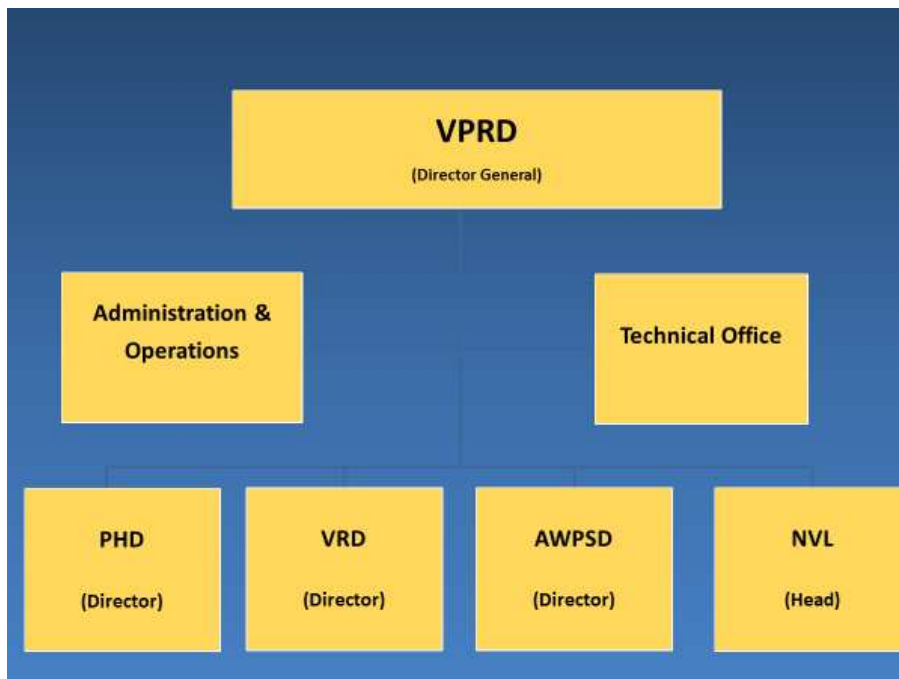 VPRD
(Director General)
Administration &
Operations
Technical Office
PHD
(Director)
VRD
(Director)
AWPSD
(Director)
NVL
(Head)